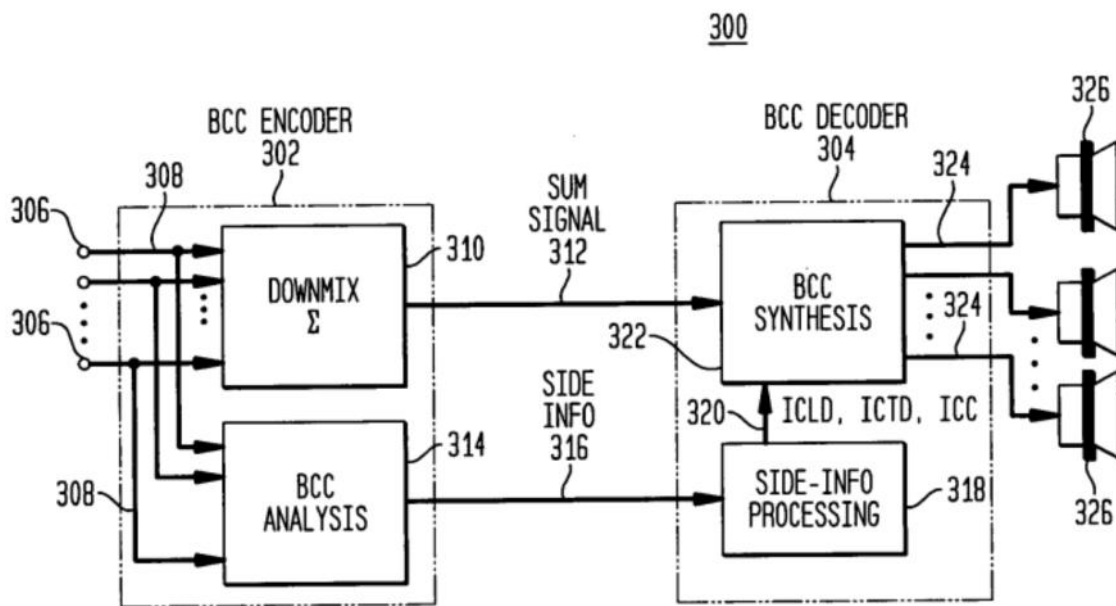 300
BCC ENCODER
302
BCC DECODER
304
326
306
308
310
DOWNMIX
Σ
SUM
SIGNAL
312
324
BCC
SYNTHESIS
322
324
306
308
314
BCC
ANALYSIS
SIDE
INFO
316
320
ICLD, ICTD, ICC
SIDE-INFO
PROCESSING
318
326